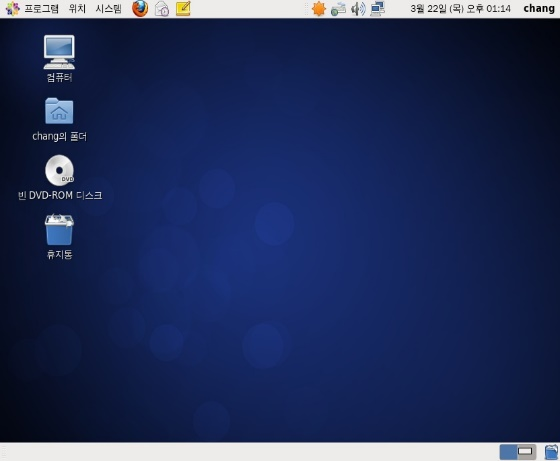 프로그램 위치 시스템 3월 22일 (목) 오후 01:14 chang
컴퓨터
chang의 폴더
빈 DVD-ROM 디스크
휴지통